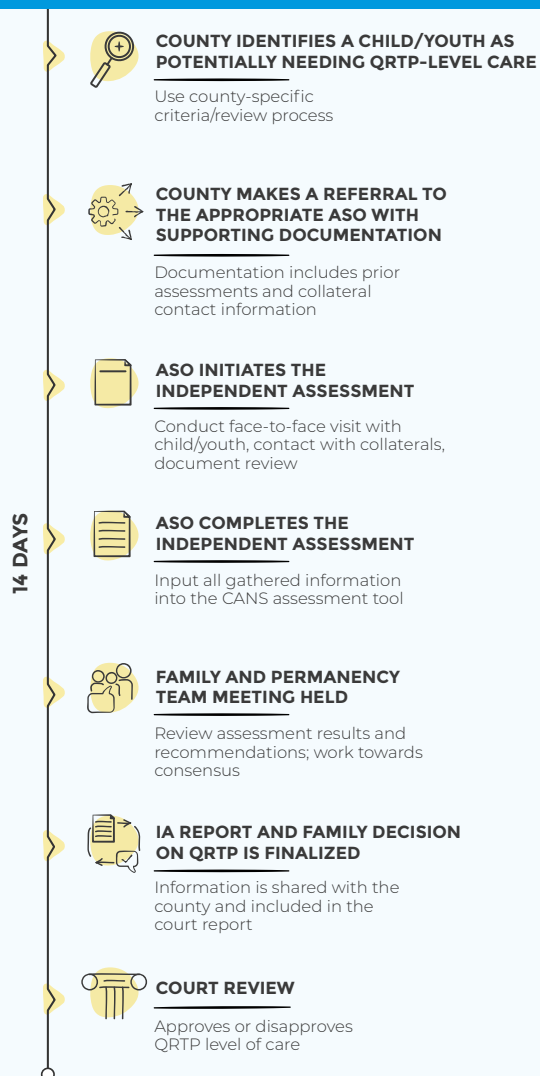 COUNTY IDENTIFIES A CHILD/YOUTH AS
POTENTIALLY NEEDING QRTP-LEVEL CARE
Use county-specific
criteria/review process
COUNTY MAKES A REFERRAL TO
THE APPROPRIATE ASO WITH
SUPPORTING DOCUMENTATION
Documentation includes prior
assessments and collateral
contact information
ASO INITIATES THE
INDEPENDENT ASSESSMENT
Conduct face-to-face visit with
child/youth, contact with collaterals,
document review
14 DAYS
ASO COMPLETES THE
INDEPENDENT ASSESSMENT
Input all gathered information
into the CANS assessment tool
FAMILY AND PERMANENCY
TEAM MEETING HELD
Review assessment results and
recommendations; work towards
consensus
IA REPORT AND FAMILY DECISION
ON QRTP IS FINALIZED
Information is shared with the
county and included in the
court report
COURT REVIEW
Approves or disapproves
QRTP level of care